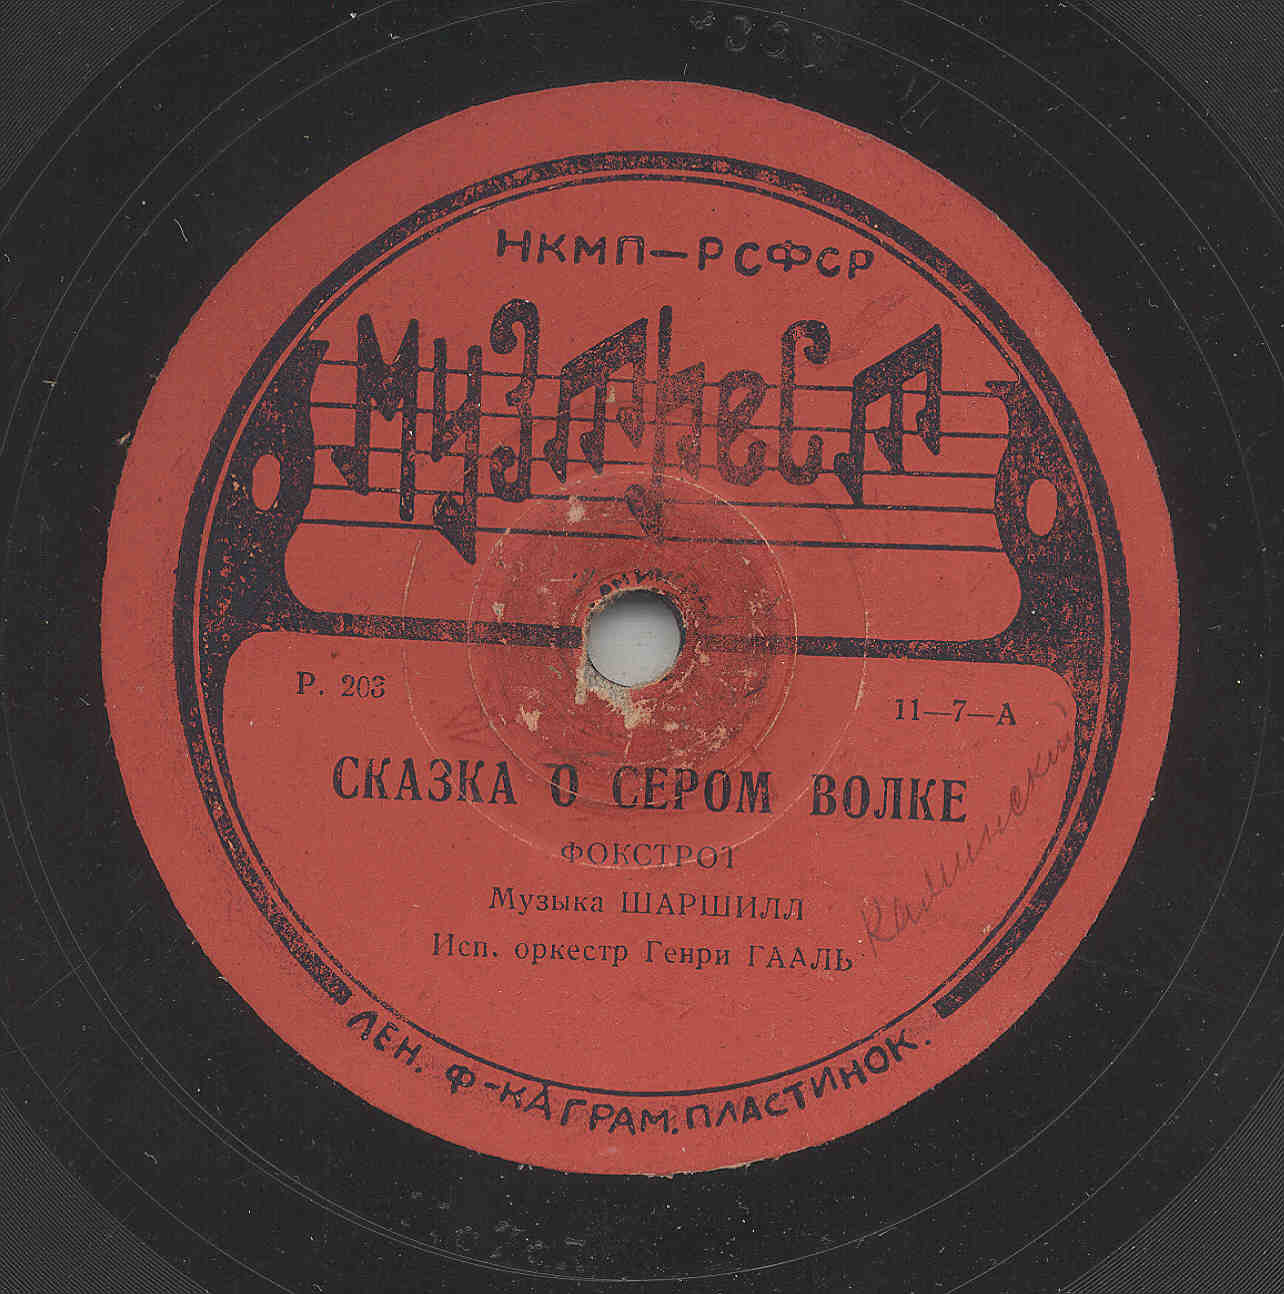 НКМП—РСФСР
Музтрест
Р. 203
11—7—А
СКАЗКА О СЕРОМ ВОЛКЕ
ФОКСТРОТ
Музыка ШАРШИЛЛ
Исп. оркестр Генри ГААЛЬ
Калининский
ЛЕН. Ф-КА ГРАМ. ПЛАСТИНОК.